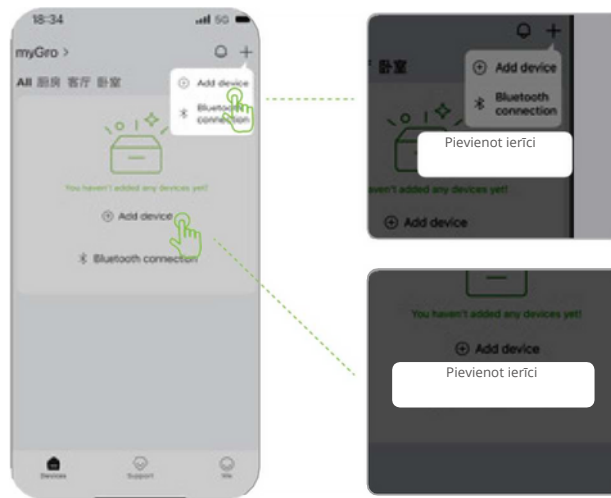 18:34
5G
myGro >
All 厨房 客厅 卧室
Add device
Bluetooth
connection
You haven't added any devices yet!
Add device
Bluetooth connection
Devices
Support
Me
卧室
Add device
Bluetooth
connection
Pievienot ierīci
aven't added any devices yet!
Add device
You haven't added any devices yet!
Add device
Pievienot ierīci